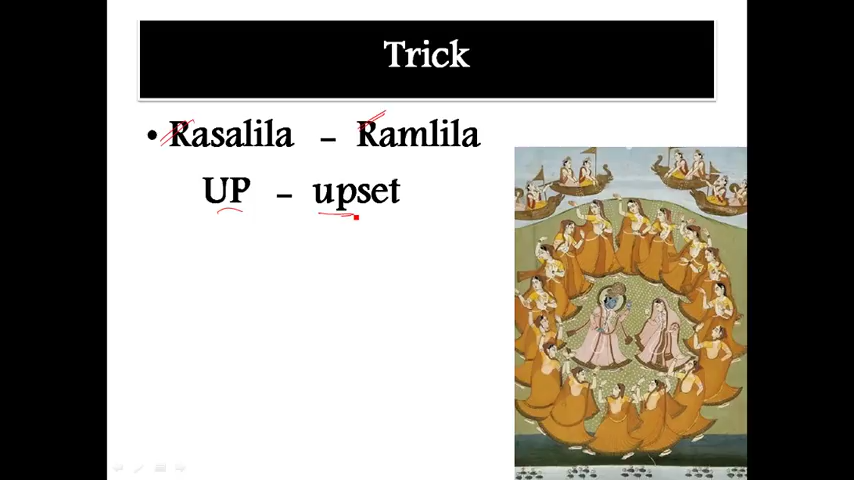 Trick
• Rasalila – Ramlila
UP – upset